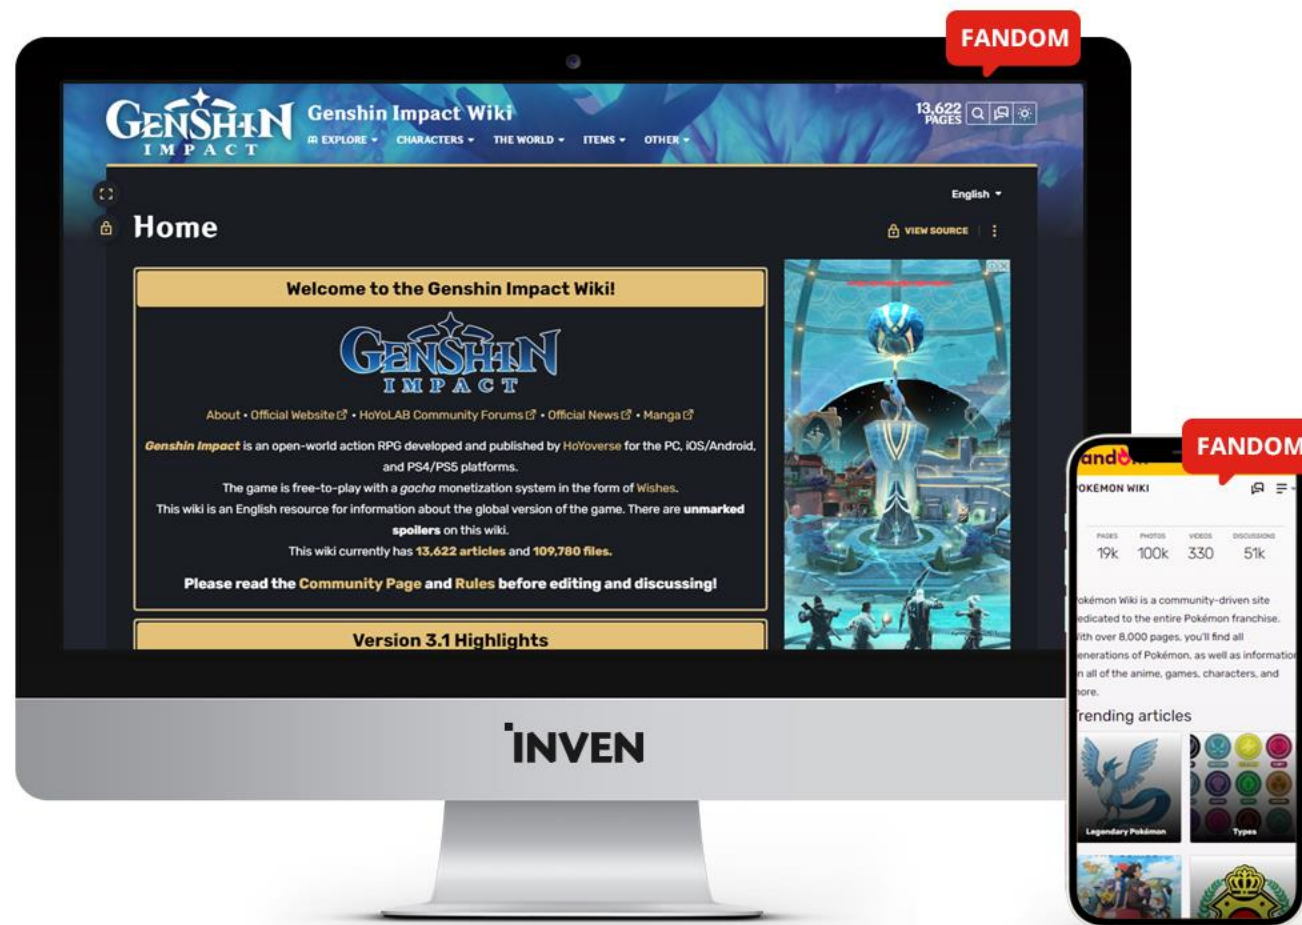 FANDOM
GENSHIN
IMPACT
Genshin Impact Wiki
EXPLORE
CHARACTERS
THE WORLD
ITEMS
OTHER
13,622
PAGES
English
Home
VIEW SOURCE
Welcome to the Genshin Impact Wiki!
GENSHIN
IMPACT
About • Official Website • HoYoLAB Community Forums • Official News • Manga
Genshin Impact is an open-world action RPG developed and published by HoYoverse for the PC, iOS/Android,
and PS4/PS5 platforms.
The game is free-to-play with a gacha monetization system in the form of Wishes.
This wiki is an English resource for information about the global version of the game. There are unmarked
spoilers on this wiki.
This wiki currently has 13,622 articles and 109,780 files.
Please read the Community Page and Rules before editing and discussing!
Version 3.1 Highlights
INVEN
FANDOM
and
OKÉMON WIKI
PAGES PHOTOS VIDEOS DISCUSSIONS
19k 100k 330 51k
okémon Wiki is a community-driven site
edicated to the entire Pokémon franchise.
ith over 8,000 pages, you'll find all
enerations of Pokémon, as well as information
n all of the anime, games, characters, and
ore.
Trending articles
Legendary Pokémon
Types